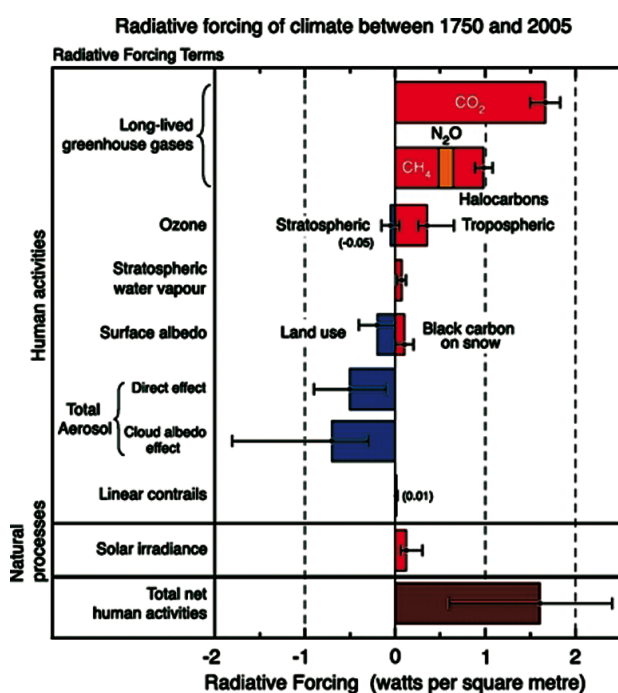 Radiative forcing of climate between 1750 and 2005
Radiative Forcing Terms
Human activities
Long-lived
greenhouse gases
CO₂
N₂O
CH₄
Halocarbons
Ozone
Stratospheric
(-0.05)
Tropospheric
Stratospheric
water vapour
Surface albedo
Land use
Black carbon
on snow
Total
Aerosol
Direct effect
Cloud albedo
effect
Linear contrails
(0.01)
Natural
processes
Solar irradiance
Total net
human activities
-2 -1 0 1 2
Radiative Forcing (watts per square metre)